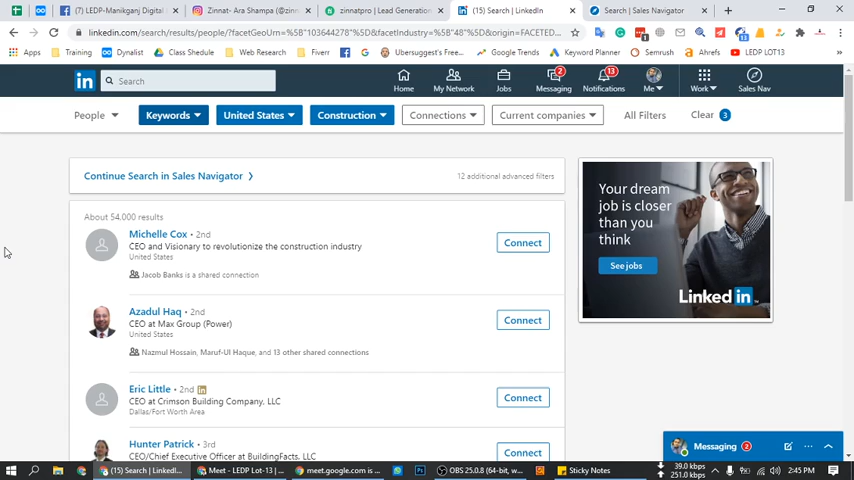 (7) LEDP-Manikganj Digital
Zinnat- Ara Shampa (@zinn
zinnatpro | Lead Generation
(15) Search | LinkedIn
Search | Sales Navigator
linkedin.com/search/results/people/?facetGeoUrn=%5B"103644278"%5D&facetIndustry=%5B"48"%5D&origin=FACETED...
Apps
Training
Dynalist
Class Shedule
Web Research
Fiverr
Ubersuggest's Free...
Google Trends
Keyword Planner
Semrush
Ahrefs
LEDP LOT13
in
Search
Home
My Network
Jobs
2
Messaging
13
Notifications
Me
Work
Sales Nav
People
Keywords
United States
Construction
Connections
Current companies
All Filters
Clear 3
Continue Search in Sales Navigator
12 additional advanced filters
About 54,000 results
Michelle Cox • 2nd
CEO and Visionary to revolutionize the construction industry
United States
Jacob Banks is a shared connection
Connect
Azadul Haq • 2nd
CEO at Max Group (Power)
United States
Nazmul Hossain, Maruf-Ul Haque, and 13 other shared connections
Connect
Eric Little • 2nd in
CEO at Crimson Building Company, LLC
Dallas/Fort Worth Area
Connect
Hunter Patrick • 3rd
CEO/Chief Executive Officer at BuildingFacts, LLC
Connect
Your dream
job is closer
than you
think
See jobs
Linked in
Messaging 2
(15) Search | LinkedI...
Meet - LEDP Lot-13 | ...
meet.google.com is ...
OBS 25.0.8 (64-bit, w...
Sticky Notes
39.0 kbps
251.0 kbps
2:45 PM